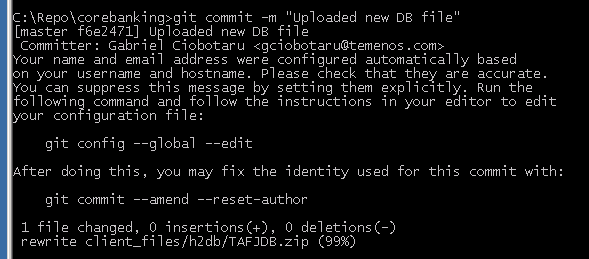 C:\Repo\corebanking>git commit -m "Uploaded new DB file"
[master f6e2471] Uploaded new DB file
 Committer: Gabriel Ciobotaru <gciobotaru@temenos.com>
Your name and email address were configured automatically based
on your username and hostname. Please check that they are accurate.
You can suppress this message by setting them explicitly. Run the
following command and follow the instructions in your editor to edit
your configuration file:

    git config --global --edit

After doing this, you may fix the identity used for this commit with:

    git commit --amend --reset-author

 1 file changed, 0 insertions(+), 0 deletions(-)
 rewrite client_files/h2db/TAFJDB.zip (99%)